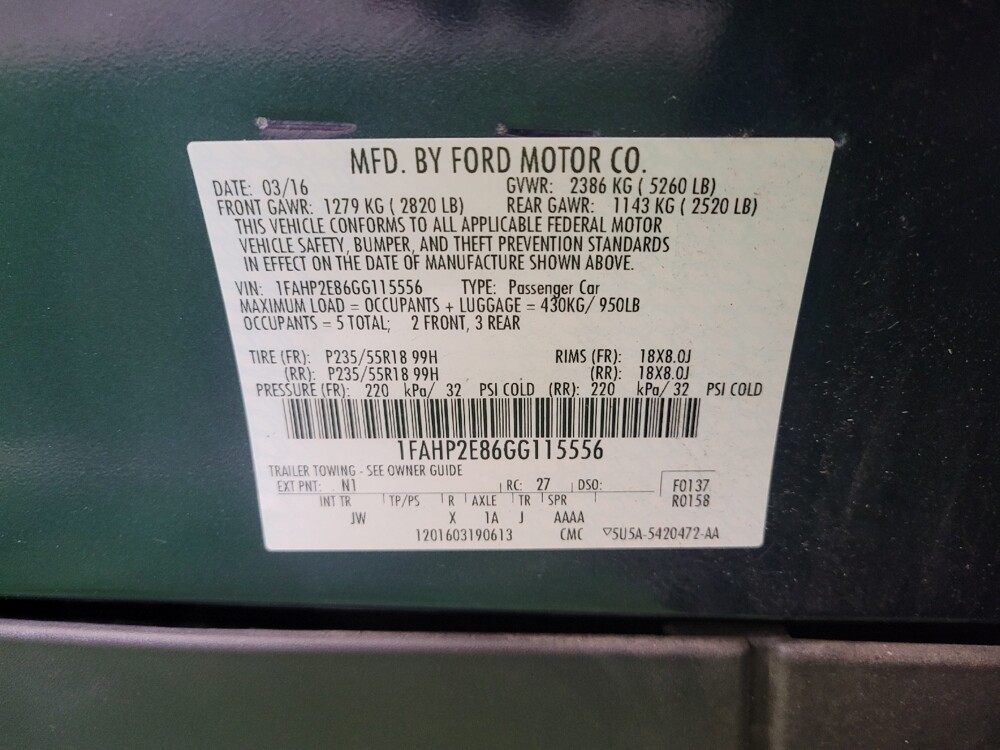 MFD. BY FORD MOTOR CO.
DATE: 03/16 GVWR: 2386 KG ( 5260 LB)
FRONT GAWR: 1279 KG ( 2820 LB) REAR GAWR: 1143 KG ( 2520 LB)
THIS VEHICLE CONFORMS TO ALL APPLICABLE FEDERAL MOTOR
VEHICLE SAFETY, BUMPER, AND THEFT PREVENTION STANDARDS
IN EFFECT ON THE DATE OF MANUFACTURE SHOWN ABOVE.
VIN: 1FAHP2E86GG115556 TYPE: Passenger Car
MAXIMUM LOAD = OCCUPANTS + LUGGAGE = 430KG/ 950LB
OCCUPANTS = 5 TOTAL; 2 FRONT, 3 REAR
TIRE (FR): P235/55R18 99H RIMS (FR): 18X8.0J
(RR): P235/55R18 99H (RR): 18X8.0J
PRESSURE (FR): 220 kPa/ 32 PSI COLD (RR): 220 kPa/ 32 PSI COLD
1FAHP2E86GG115556
TRAILER TOWING - SEE OWNER GUIDE
EXT PNT: N1 RC: 27 DSO: F0137
INT TR TP/PS R AXLE TR SPR R0158
JW X 1A J AAAA
1201603190613 CMC ▽5U5A-5420472-AA